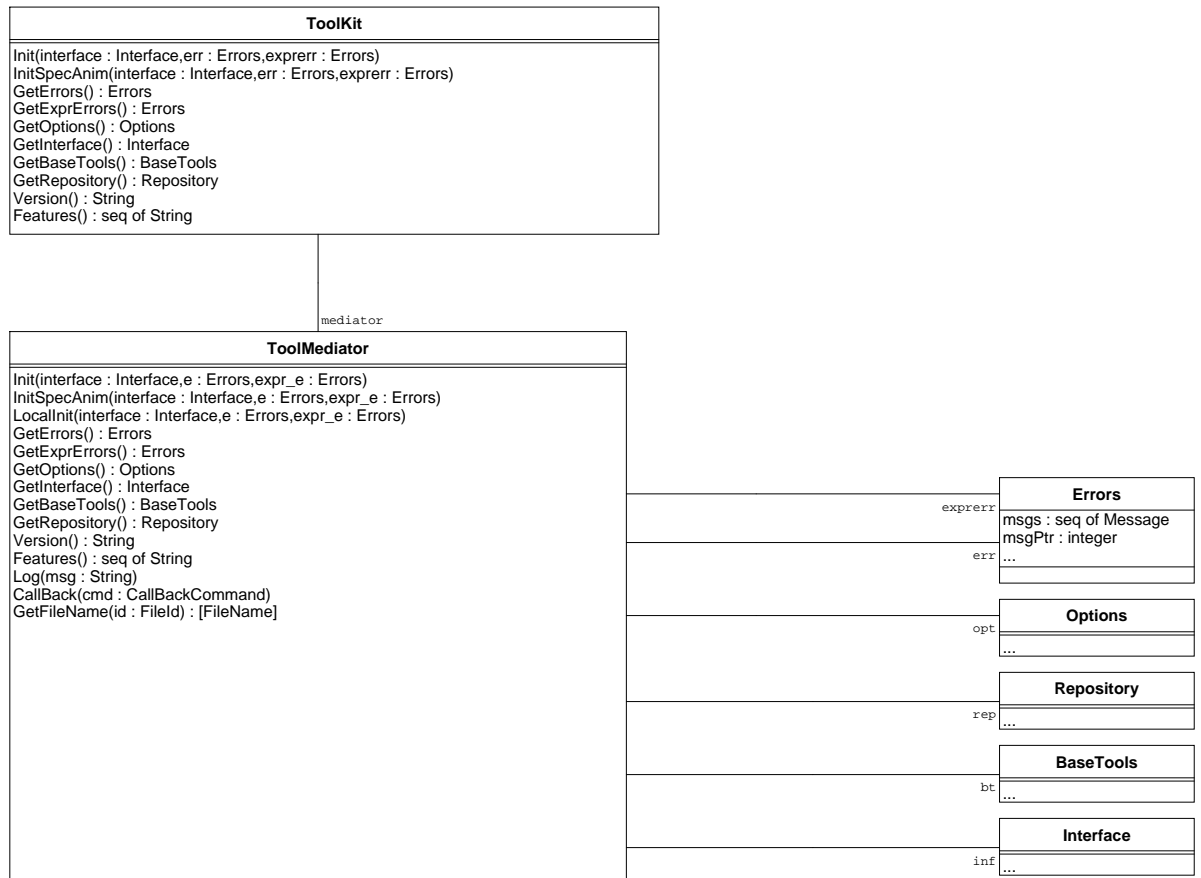 ToolKit
Init(interface : Interface,err : Errors,exprerr : Errors)
InitSpecAnim(interface : Interface,err : Errors,exprerr : Errors)
GetErrors() : Errors
GetExprErrors() : Errors
GetOptions() : Options
GetInterface() : Interface
GetBaseTools() : BaseTools
GetRepository() : Repository
Version() : String
Features() : seq of String
mediator
ToolMediator
Init(interface : Interface,e : Errors,expr_e : Errors)
InitSpecAnim(interface : Interface,e : Errors,expr_e : Errors)
LocalInit(interface : Interface,e : Errors,expr_e : Errors)
GetErrors() : Errors
GetExprErrors() : Errors
GetOptions() : Options
GetInterface() : Interface
GetBaseTools() : BaseTools
GetRepository() : Repository
Version() : String
Features() : seq of String
Log(msg : String)
CallBack(cmd : CallBackCommand)
GetFileName(id : FileId) : [FileName]
exprerr
err
Errors
msgs : seq of Message
msgPtr : integer
...
opt
Options
...
rep
Repository
...
bt
BaseTools
...
inf
Interface
...